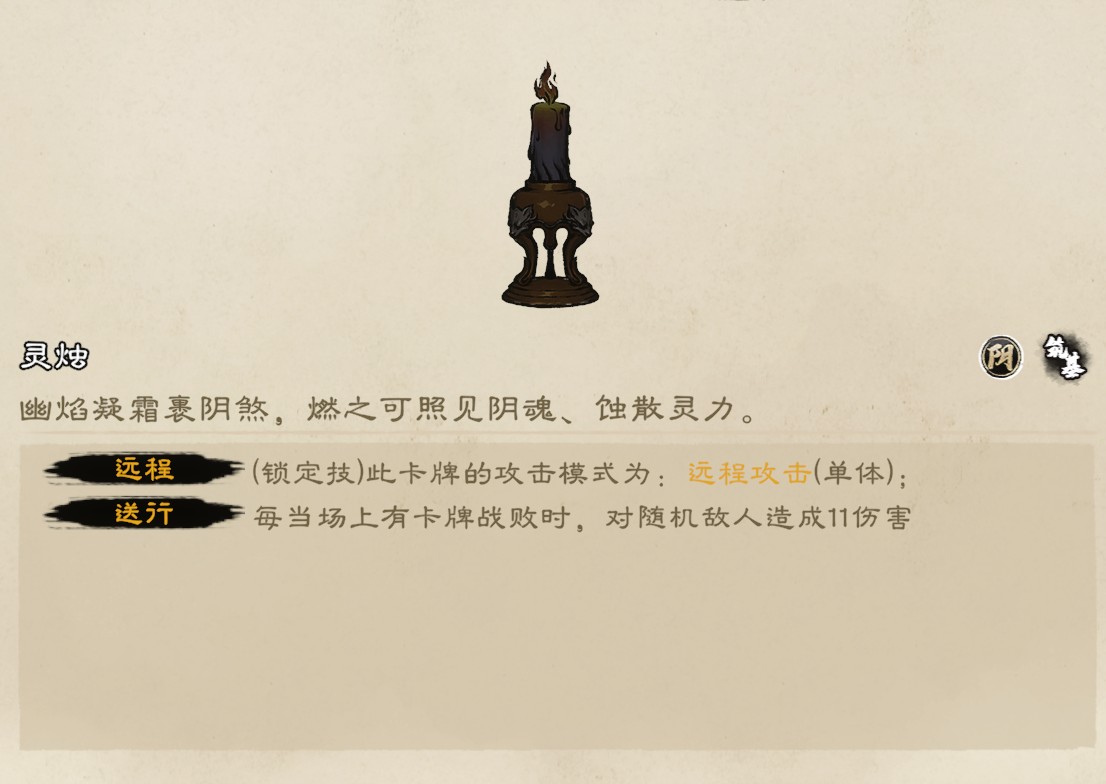 灵烛 阴 筑基
幽焰凝霜裹阴煞，燃之可照见阴魂、蚀散灵力。
远程 (锁定技)此卡牌的攻击模式为：远程攻击(单体)；
送行 每当场上有卡牌战败时，对随机敌人造成11伤害